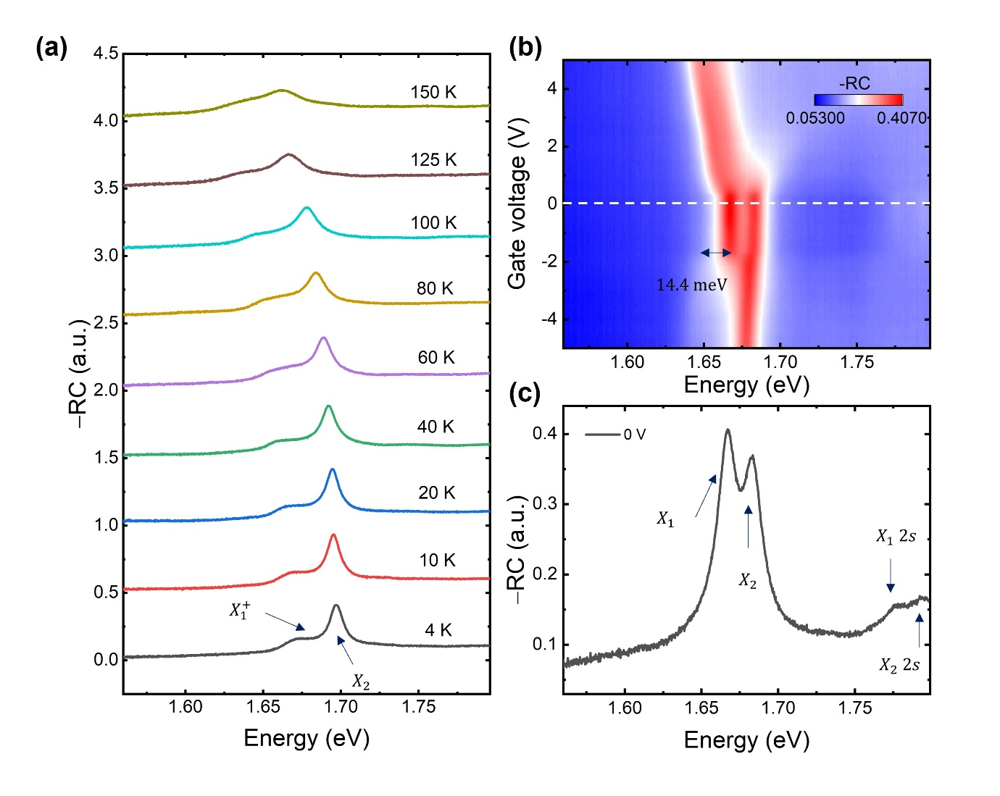 (a)
4.5
4.0
3.5
3.0
2.5
2.0
1.5
1.0
0.5
0.0
−RC (a.u.)
150 K
125 K
100 K
80 K
60 K
40 K
20 K
10 K
4 K
X₁⁺
X₂
1.60 1.65 1.70 1.75
Energy (eV)
(b)
4
2
0
-2
-4
Gate voltage (V)
-RC
0.05300 0.4070
14.4 meV
1.60 1.65 1.70 1.75
Energy (eV)
(c)
0.4
0.3
0.2
0.1
−RC (a.u.)
0 V
X₁
X₂
X₁ 2s
X₂ 2s
1.60 1.65 1.70 1.75
Energy (eV)